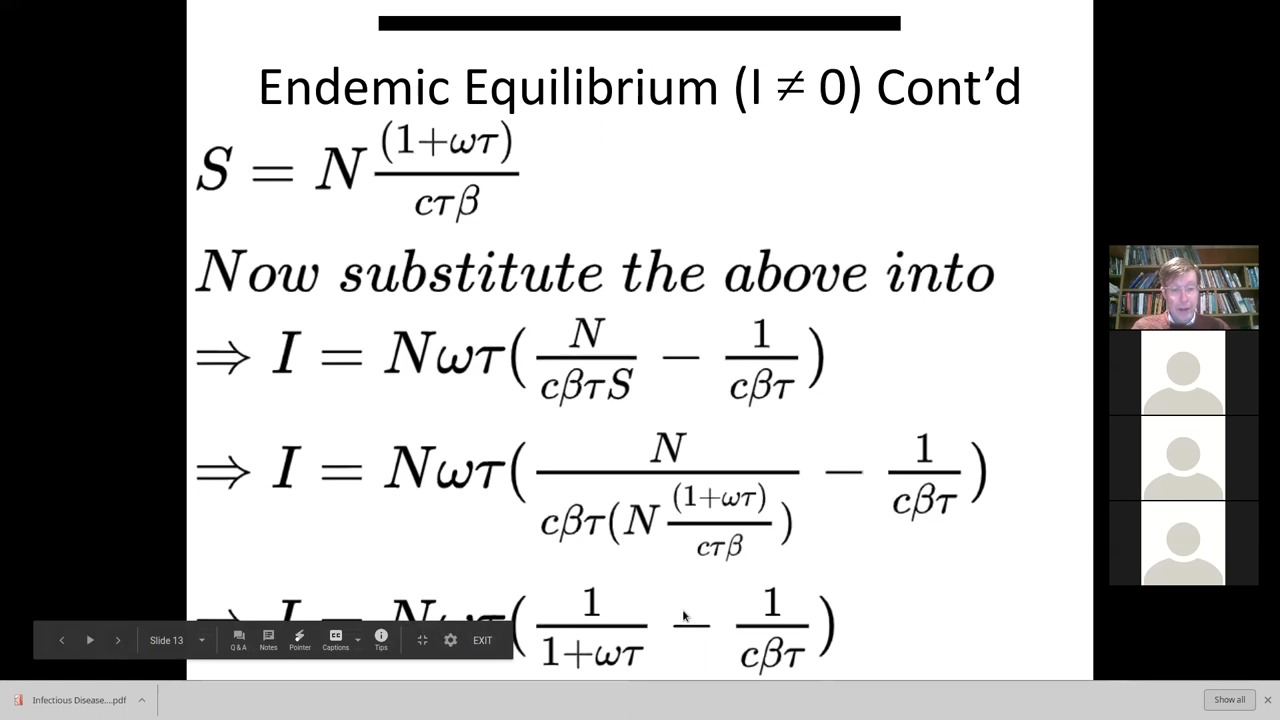 Endemic Equilibrium (I ≠ 0) Cont’d
S = N (1+ωτ) / cτβ
Now substitute the above into
⇒ I = Nωτ( N / cβτS − 1 / cβτ )
⇒ I = Nωτ( N / cβτ(N (1+ωτ) / cτβ) − 1 / cβτ )
⇒ I = Nωτ( 1 / 1+ωτ − 1 / cβτ )
Slide 13 Q & A Notes Pointer CC Captions Tips EXIT
Infectious Disease....pdf Show all